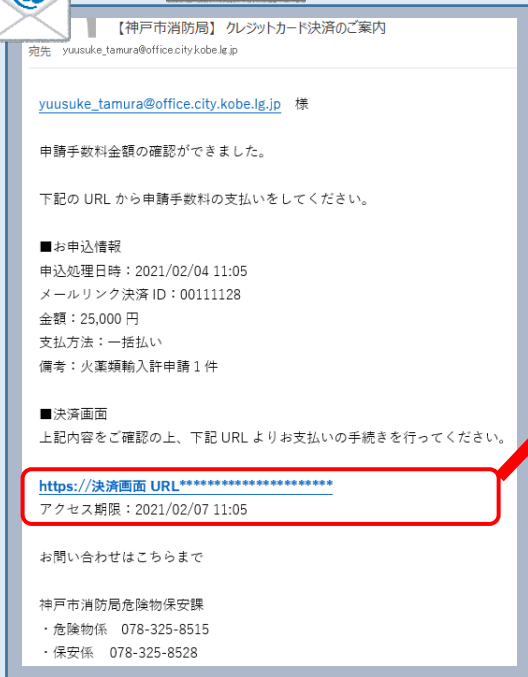 【神戸市消防局】 クレジットカード決済のご案内
宛先 yuusuke_tamura@office.city.kobe.lg.jp
yuusuke_tamura@office.city.kobe.lg.jp 様
申請手数料金額の確認ができました。
下記の URL から申請手数料の支払いをしてください。
■お申込情報
申込処理日時：2021/02/04 11:05
メールリンク決済 ID：00111128
金額：25,000 円
支払方法：一括払い
備考：火薬類輸入許申請 1 件
■決済画面
上記内容をご確認の上、下記 URL よりお支払いの手続きを行ってください。
https://決済画面 URL**********************
アクセス期限：2021/02/07 11:05
お問い合わせはこちらまで
神戸市消防局危険物保安課
・危険物係 078-325-8515
・保安係 078-325-8528